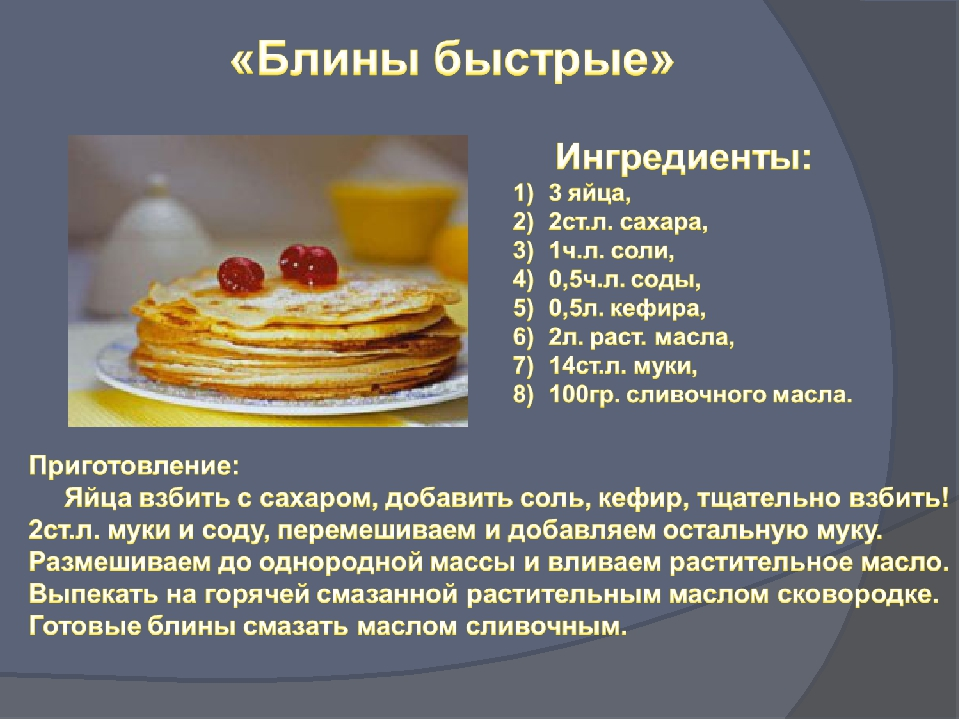 «Блины быстрые»
Ингредиенты:
1) 3 яйца,
2) 2ст.л. сахара,
3) 1ч.л. соли,
4) 0,5ч.л. соды,
5) 0,5л. кефира,
6) 2л. раст. масла,
7) 14ст.л. муки,
8) 100гр. сливочного масла.
Приготовление:
Яйца взбить с сахаром, добавить соль, кефир, тщательно взбить!
2ст.л. муки и соду, перемешиваем и добавляем остальную муку.
Размешиваем до однородной массы и вливаем растительное масло.
Выпекать на горячей смазанной растительным маслом сковородке.
Готовые блины смазать маслом сливочным.